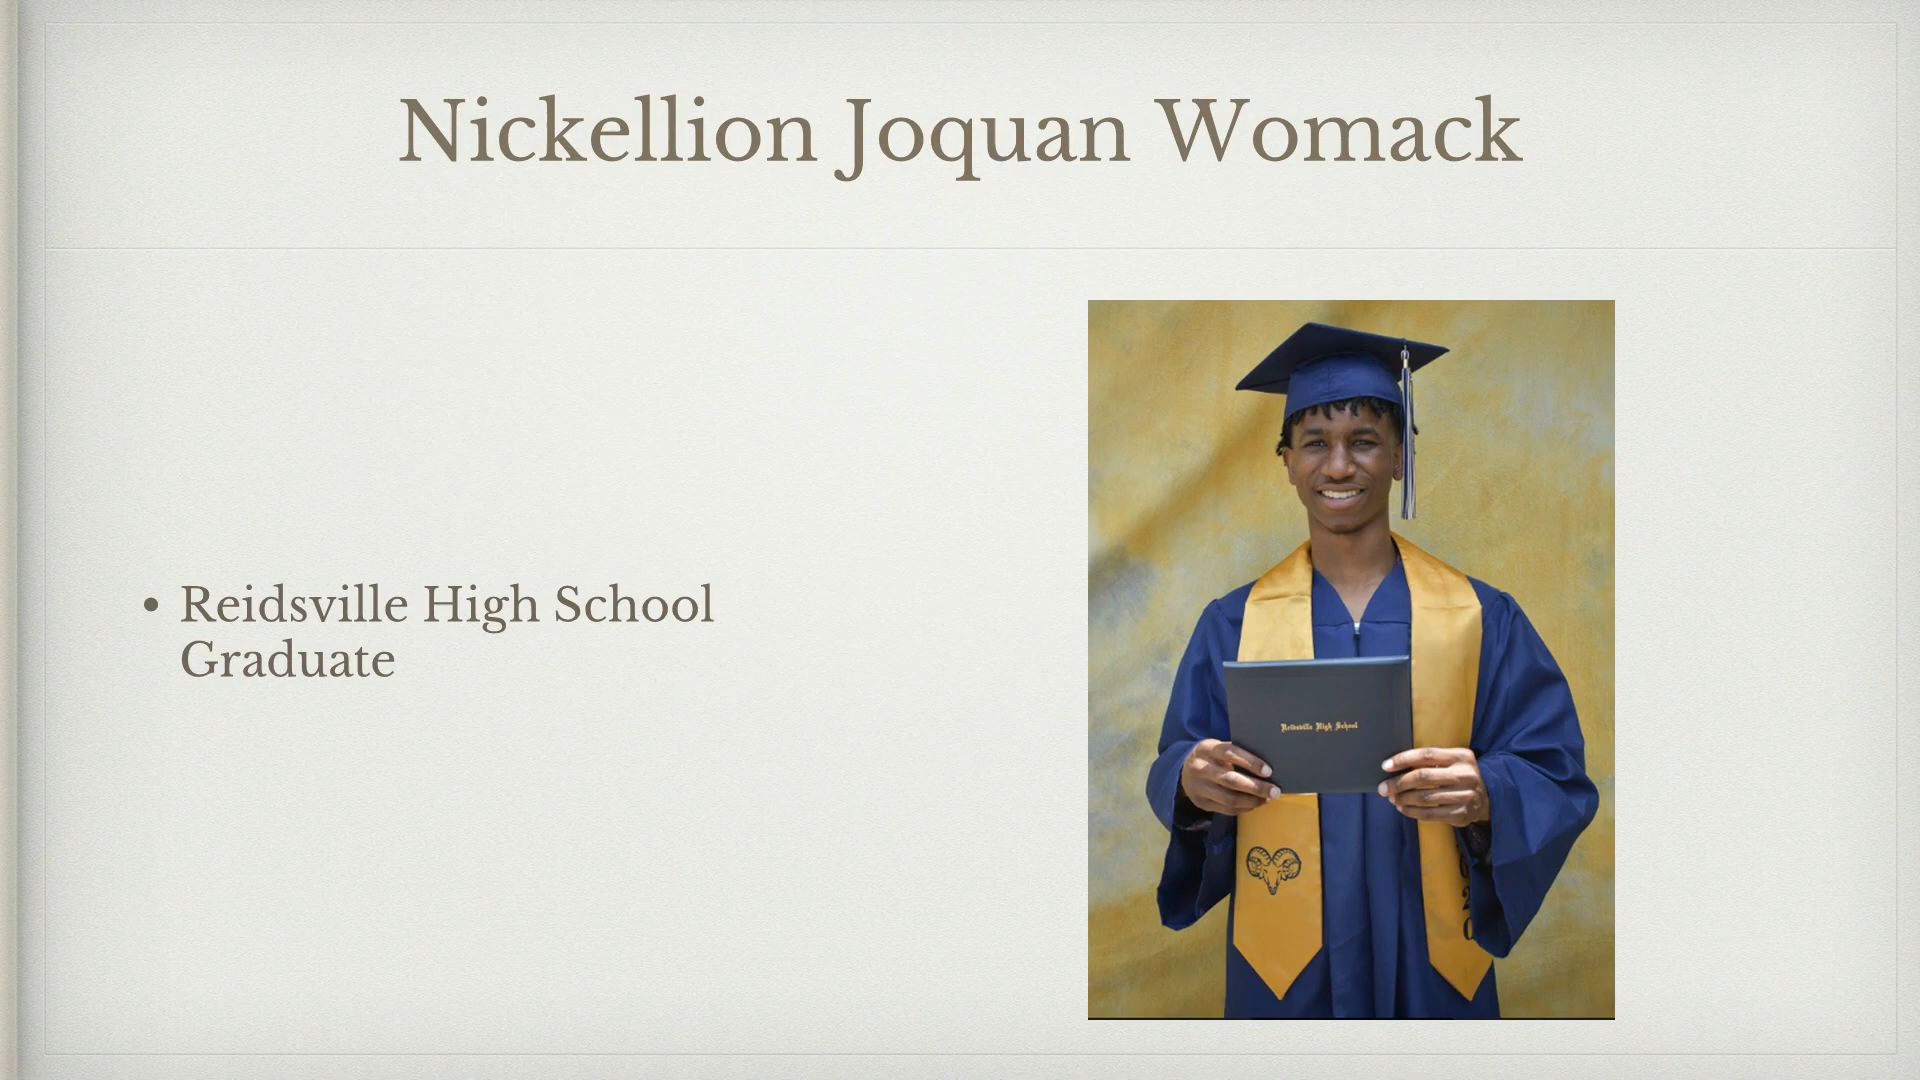 Nickellion Joquan Womack
• Reidsville High School
Graduate
Reidsville High School